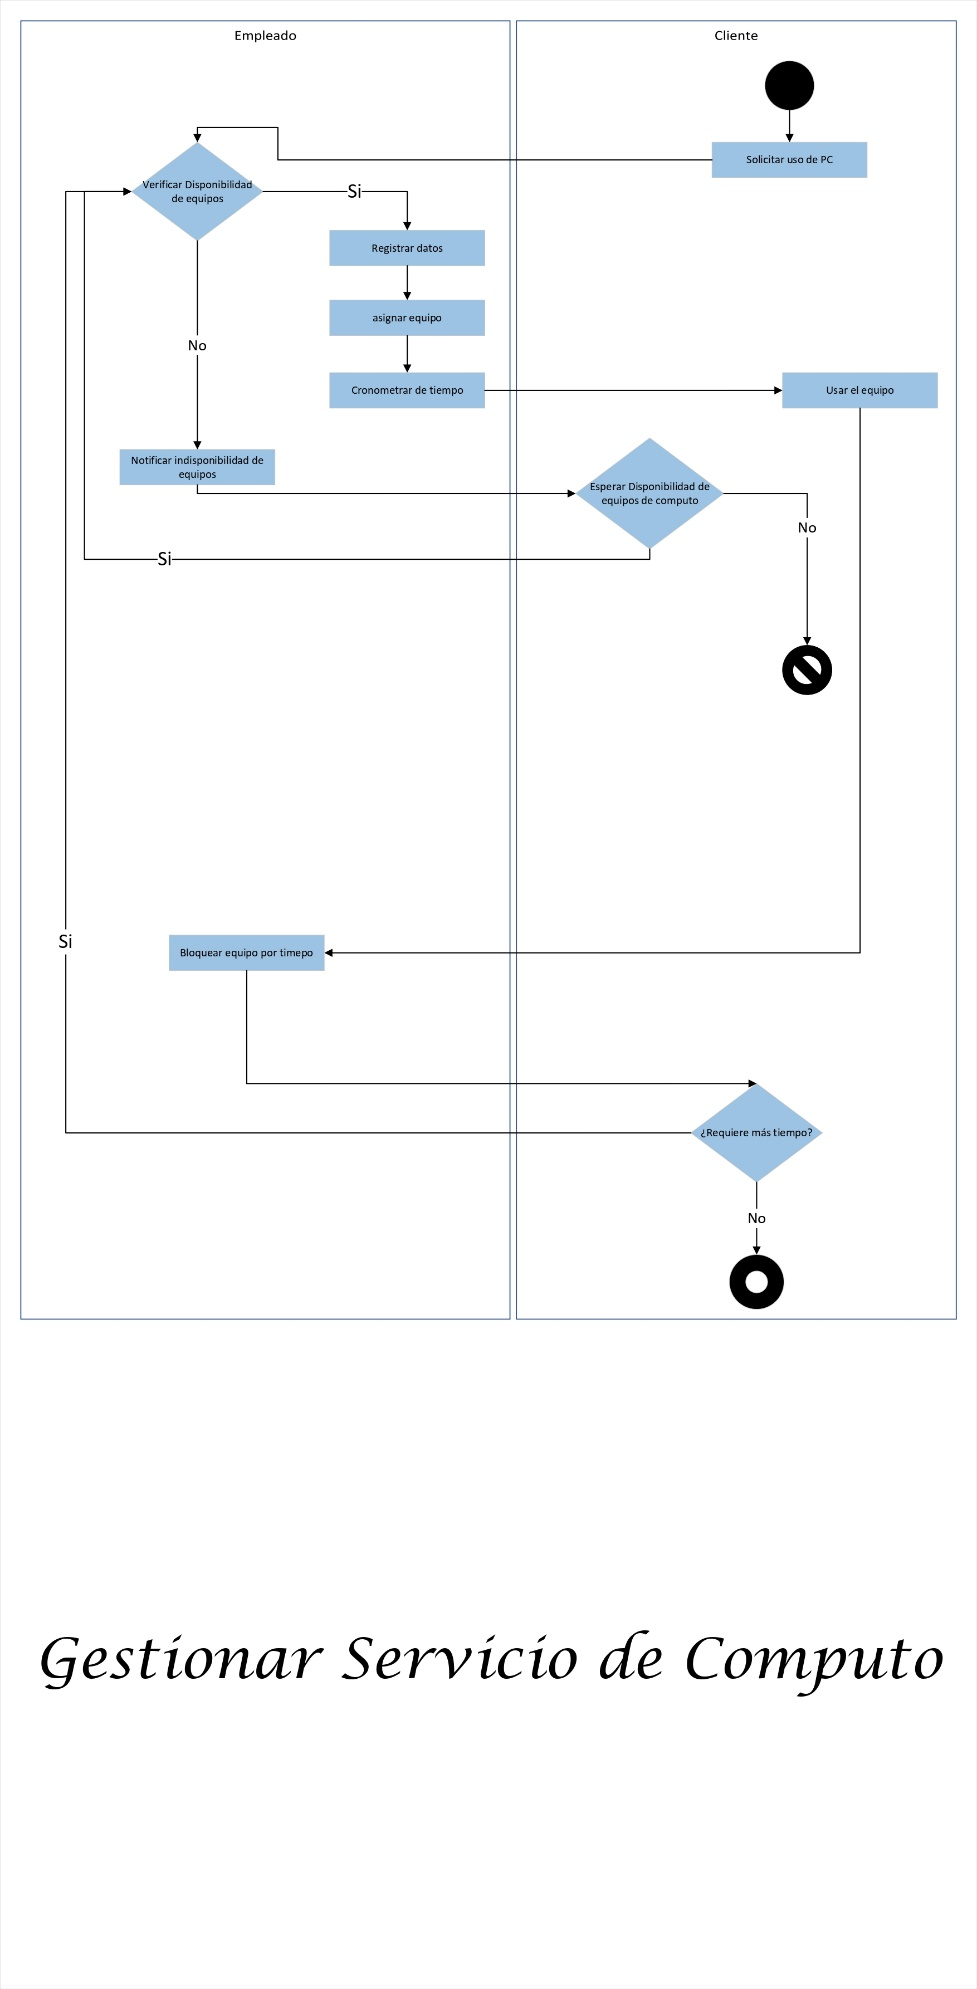 Empleado
Cliente
Solicitar uso de PC
Verificar Disponibilidad
de equipos
Si
Registrar datos
asignar equipo
No
Cronometrar de tiempo
Usar el equipo
Notificar indisponibilidad de
equipos
Esperar Disponibilidad de
equipos de computo
No
Si
Si
Bloquear equipo por timepo
¿Requiere más tiempo?
No
Gestionar Servicio de Computo